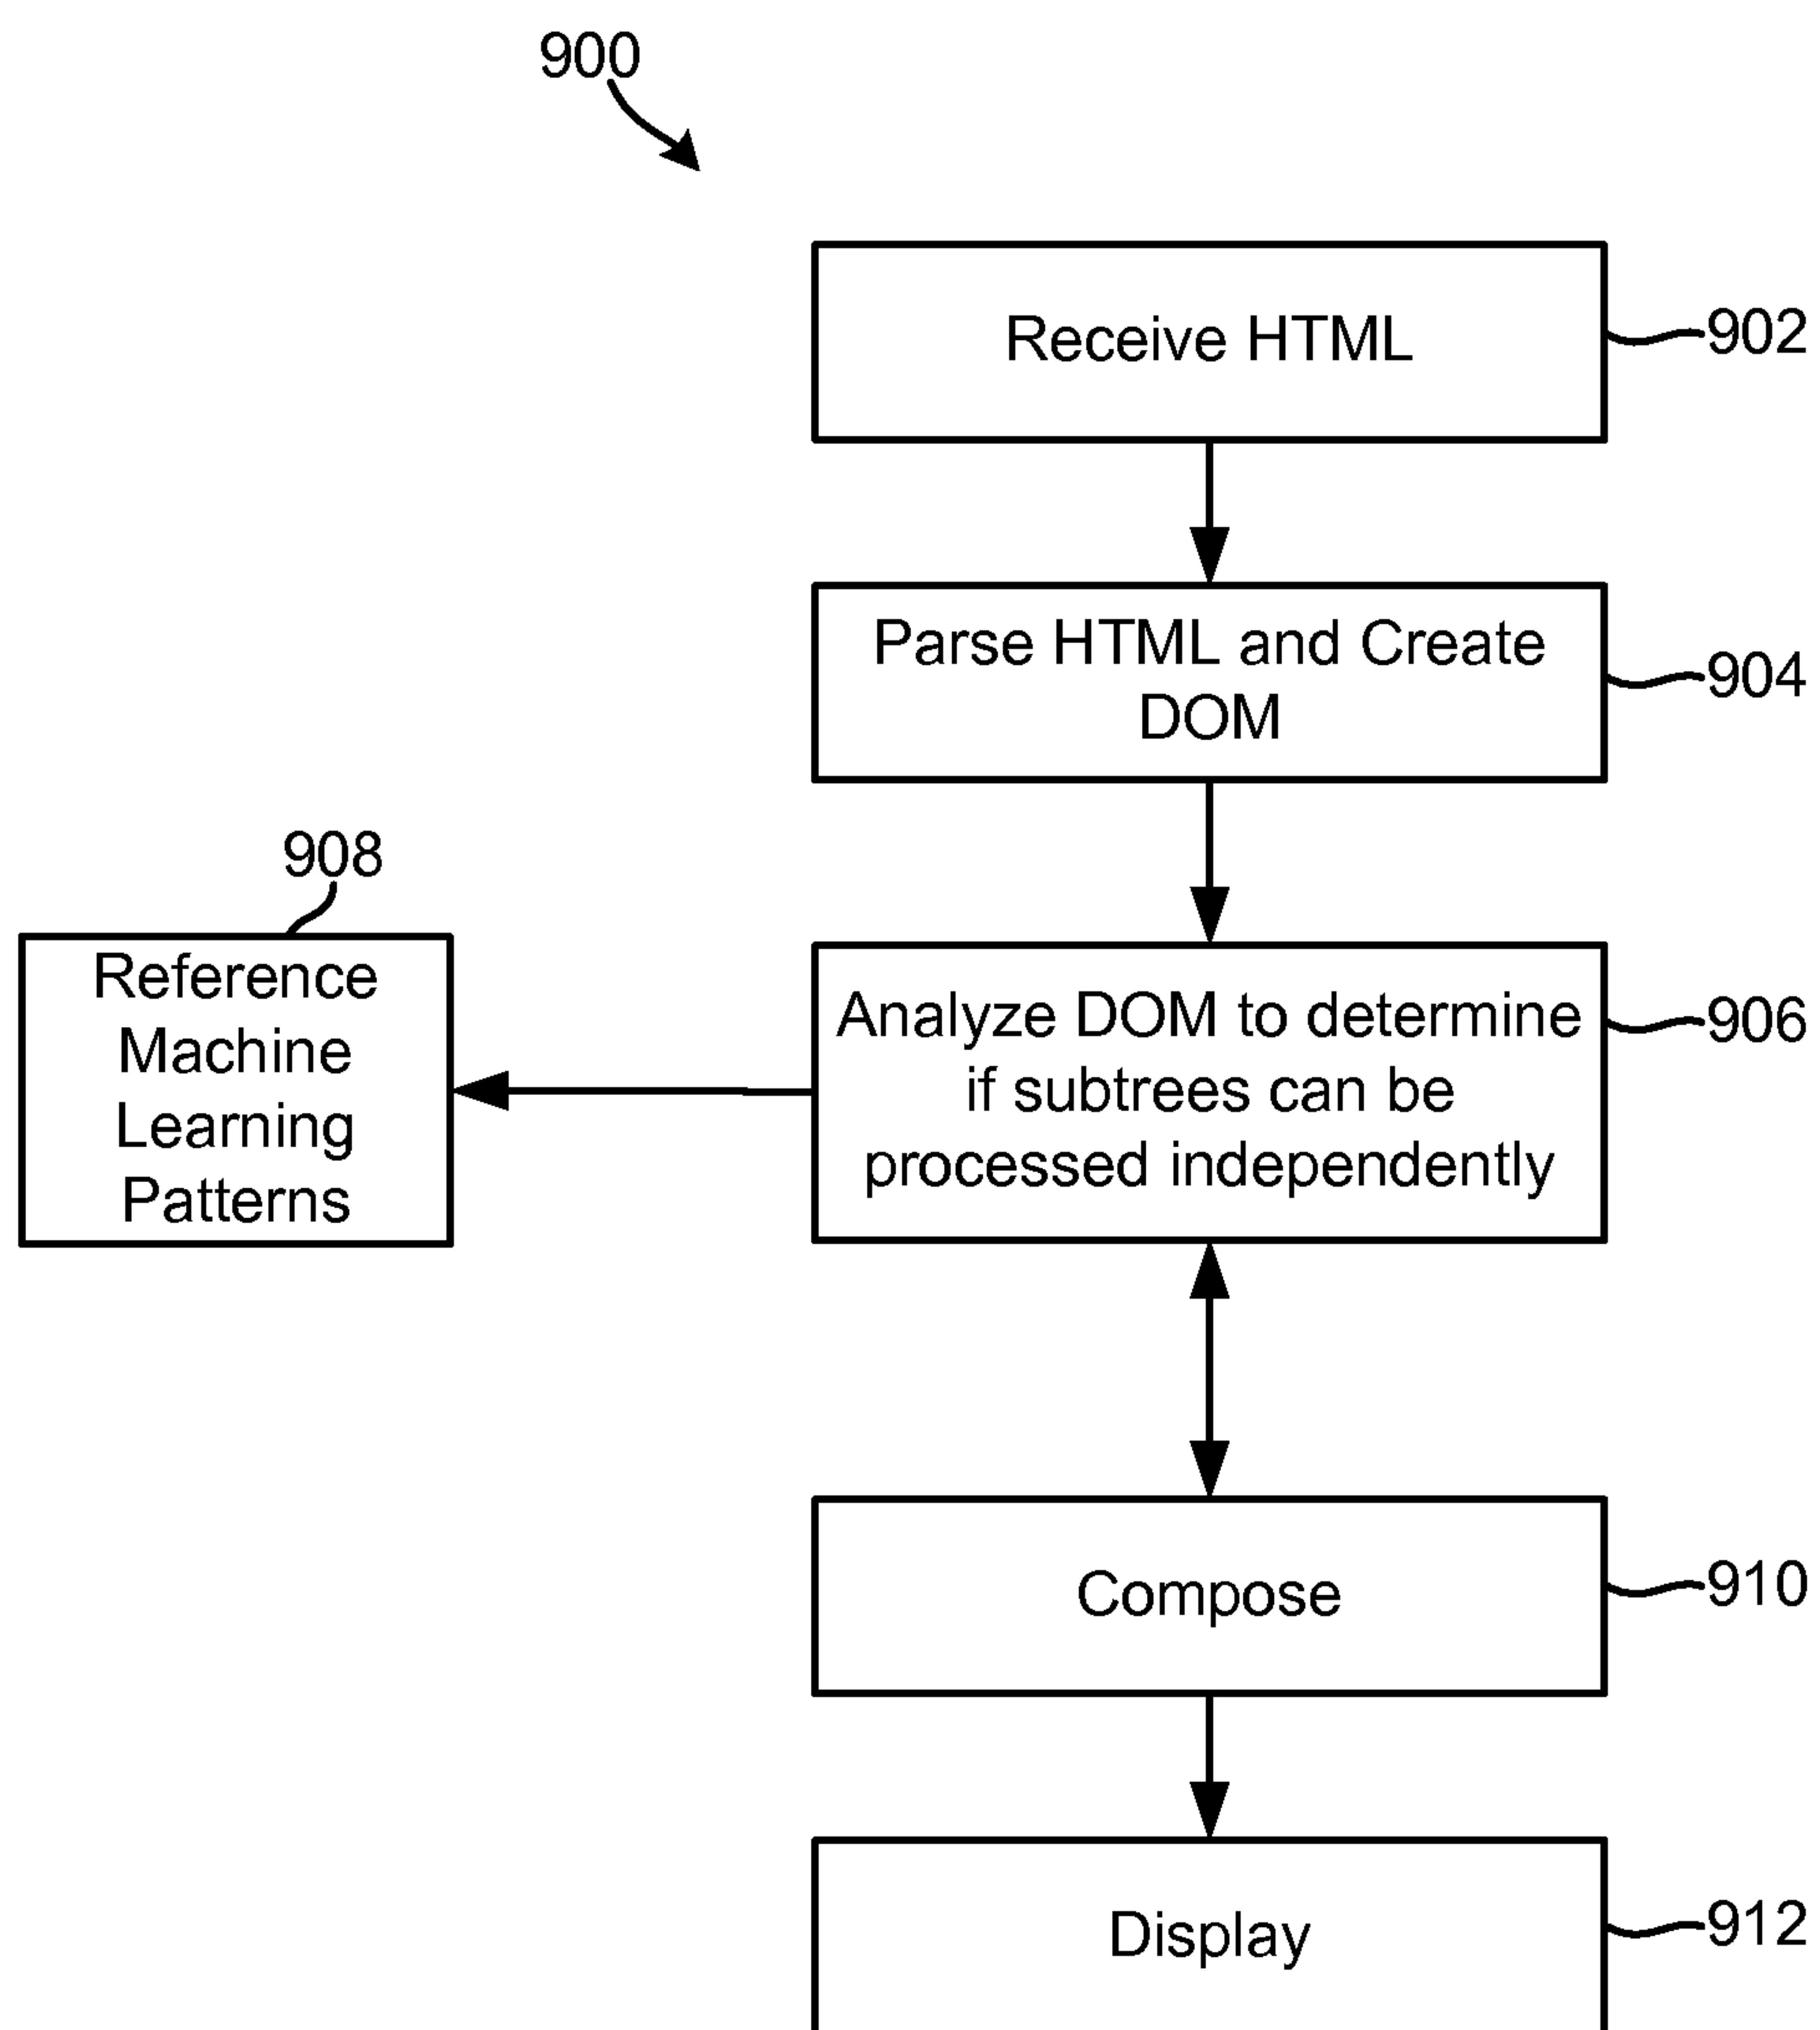 900
Receive HTML
902
Parse HTML and Create
DOM
904
908
Reference
Machine
Learning
Patterns
Analyze DOM to determine
if subtrees can be
processed independently
906
Compose
910
Display
912